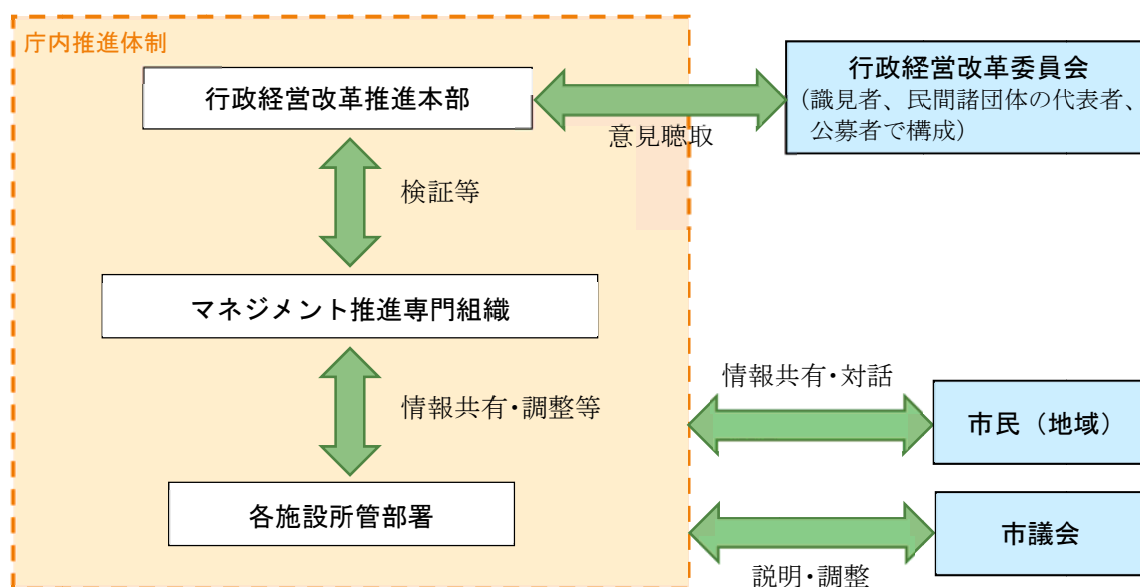 庁内推進体制
行政経営改革推進本部
行政経営改革委員会
(識見者、民間諸団体の代表者、
公募者で構成)
意見聴取
検証等
マネジメント推進専門組織
情報共有・対話
情報共有・調整等
市民（地域）
各施設所管部署
市議会
説明・調整